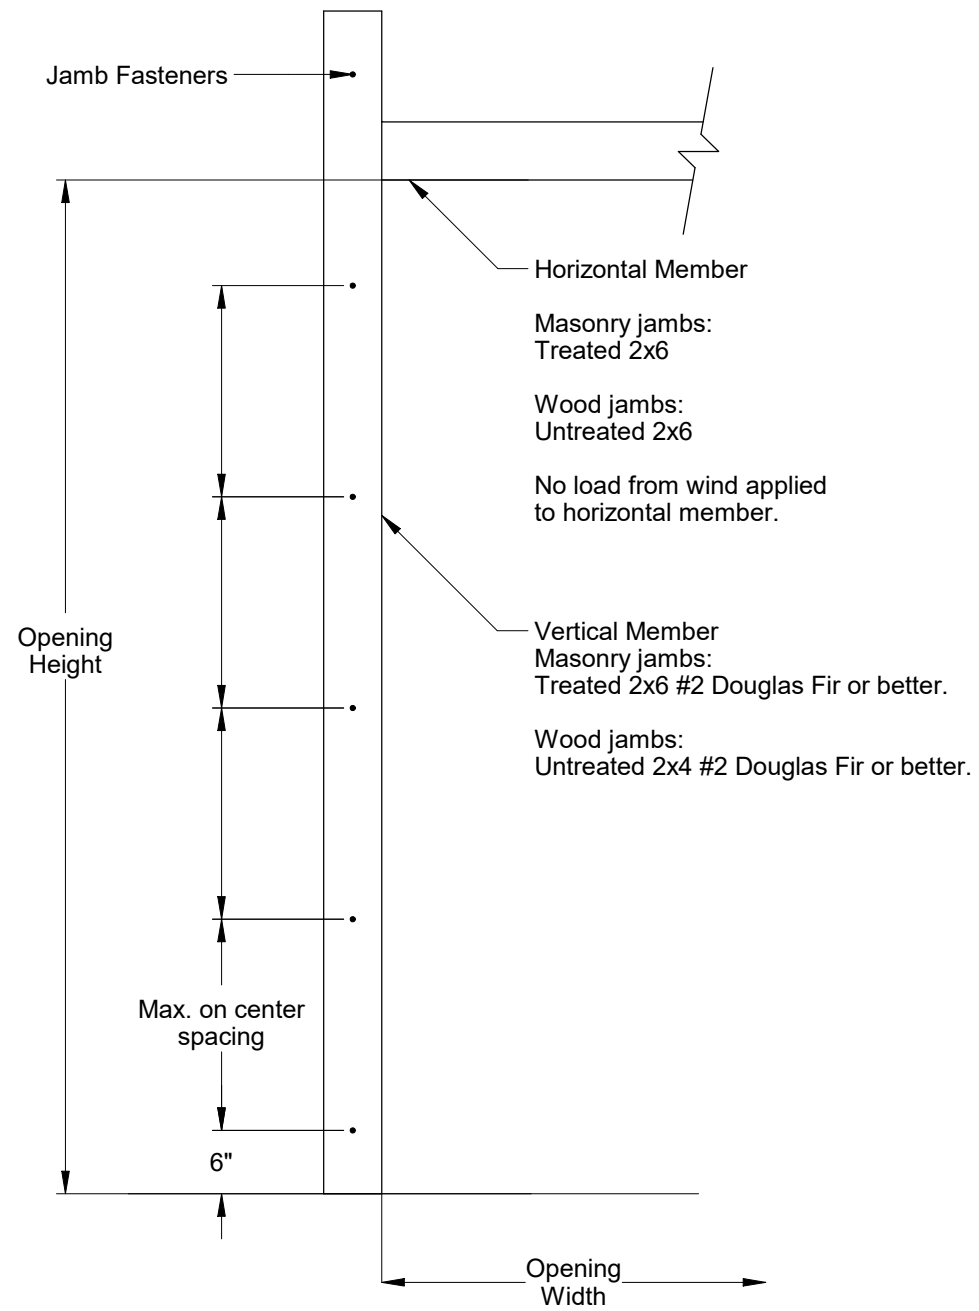 Jamb Fasteners
Horizontal Member
Masonry jambs:
Treated 2x6
Wood jambs:
Untreated 2x6
No load from wind applied
to horizontal member.
Opening
Height
Vertical Member
Masonry jambs:
Treated 2x6 #2 Douglas Fir or better.
Wood jambs:
Untreated 2x4 #2 Douglas Fir or better.
Max. on center
spacing
6"
Opening
Width